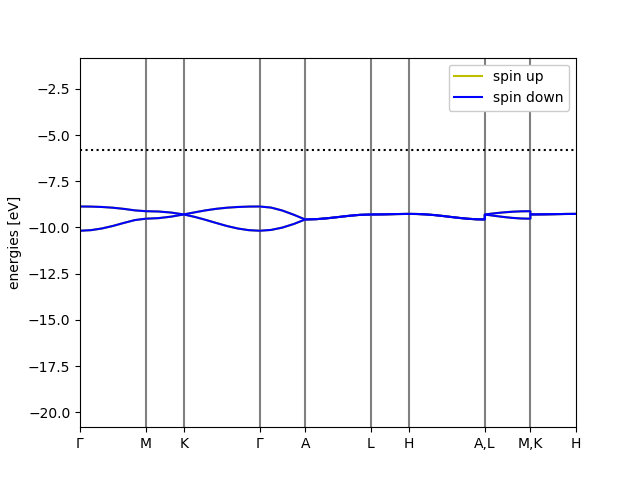 spin up
spin down
energies [eV]
−2.5
−5.0
−7.5
−10.0
−12.5
−15.0
−17.5
−20.0
Γ M K Γ A L H A,L M,K H